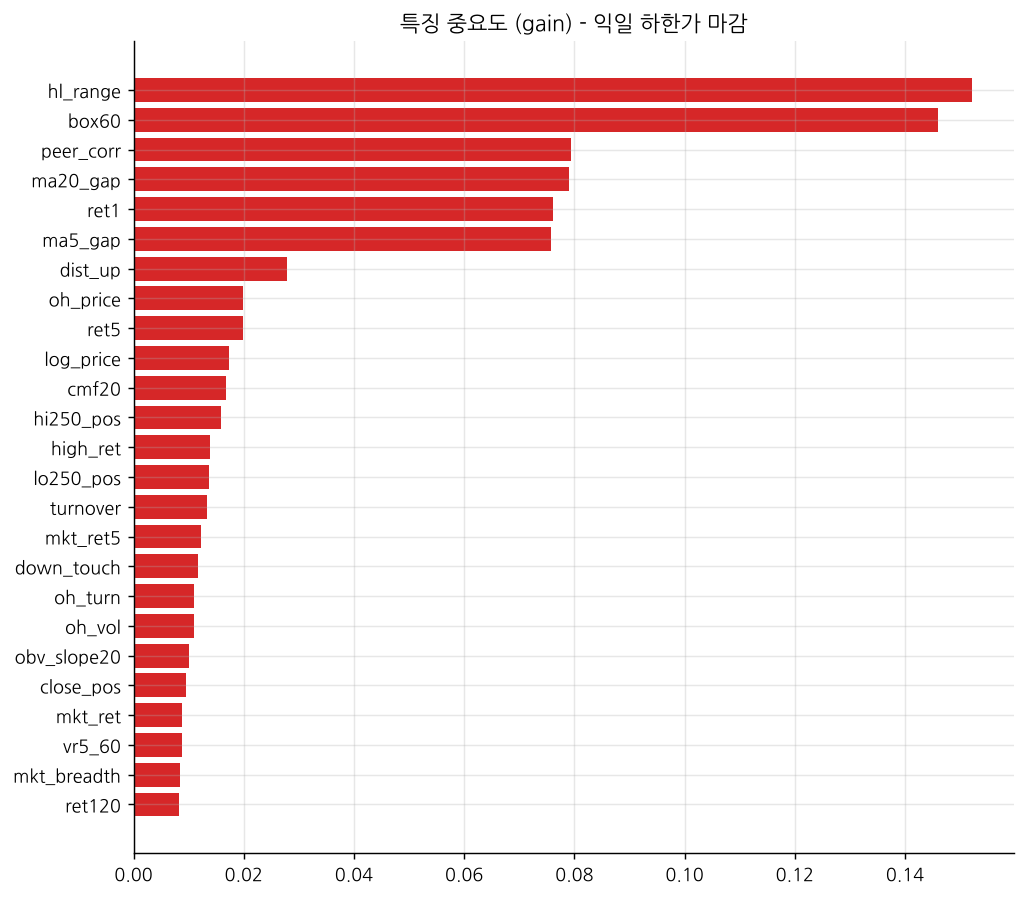 특징 중요도 (gain) - 익일 하한가 마감
hl_range
box60
peer_corr
ma20_gap
ret1
ma5_gap
dist_up
oh_price
ret5
log_price
cmf20
hi250_pos
high_ret
lo250_pos
turnover
mkt_ret5
down_touch
oh_turn
oh_vol
obv_slope20
close_pos
mkt_ret
vr5_60
mkt_breadth
ret120
0.00 0.02 0.04 0.06 0.08 0.10 0.12 0.14